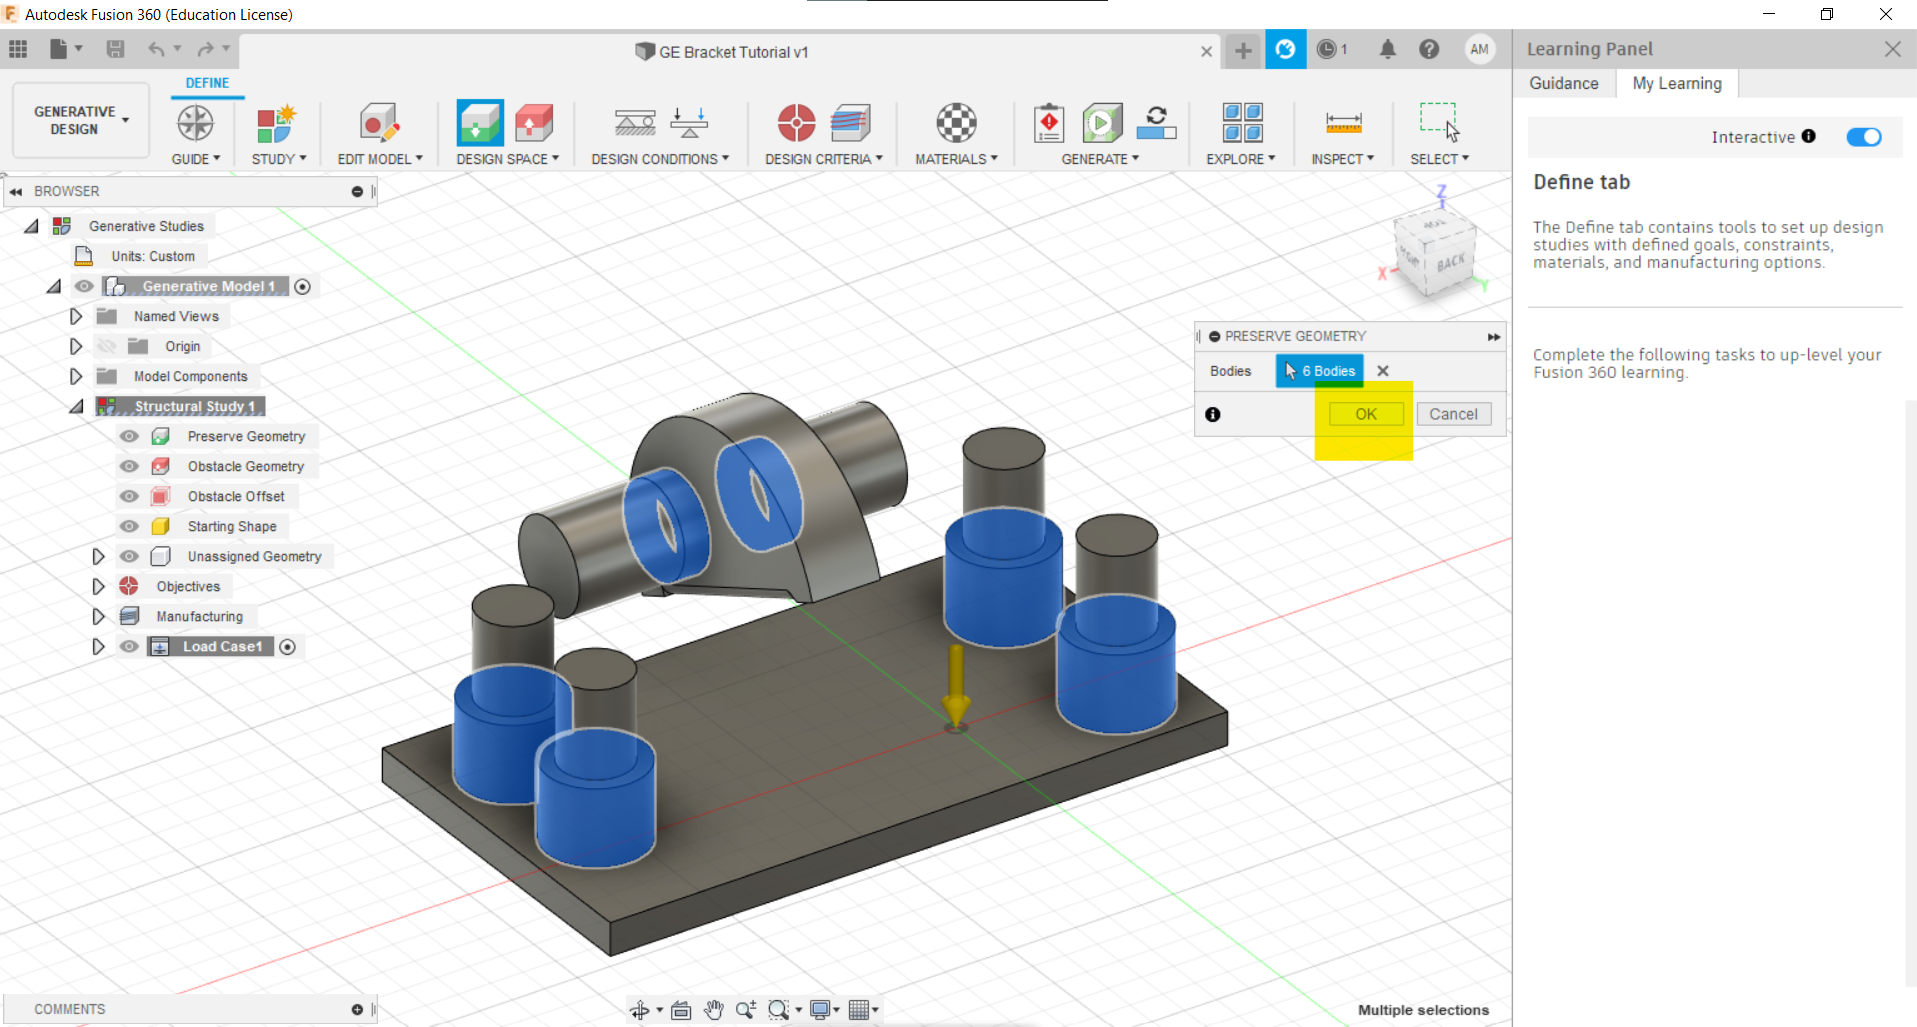 Autodesk Fusion 360 (Education License)
GE Bracket Tutorial v1
1
AM
Learning Panel
Guidance
My Learning
DEFINE
GENERATIVE
DESIGN
GUIDE
STUDY
EDIT MODEL
DESIGN SPACE
DESIGN CONDITIONS
DESIGN CRITERIA
MATERIALS
GENERATE
EXPLORE
INSPECT
SELECT
Interactive
Define tab
The Define tab contains tools to set up design
studies with defined goals, constraints,
materials, and manufacturing options.
Complete the following tasks to up-level your
Fusion 360 learning.
BROWSER
Generative Studies
Units: Custom
Generative Model 1
Named Views
Origin
Model Components
Structural Study 1
Preserve Geometry
Obstacle Geometry
Obstacle Offset
Starting Shape
Unassigned Geometry
Objectives
Manufacturing
Load Case1
Z
X
Y
BACK
PRESERVE GEOMETRY
Bodies
6 Bodies
OK
Cancel
COMMENTS
Multiple selections